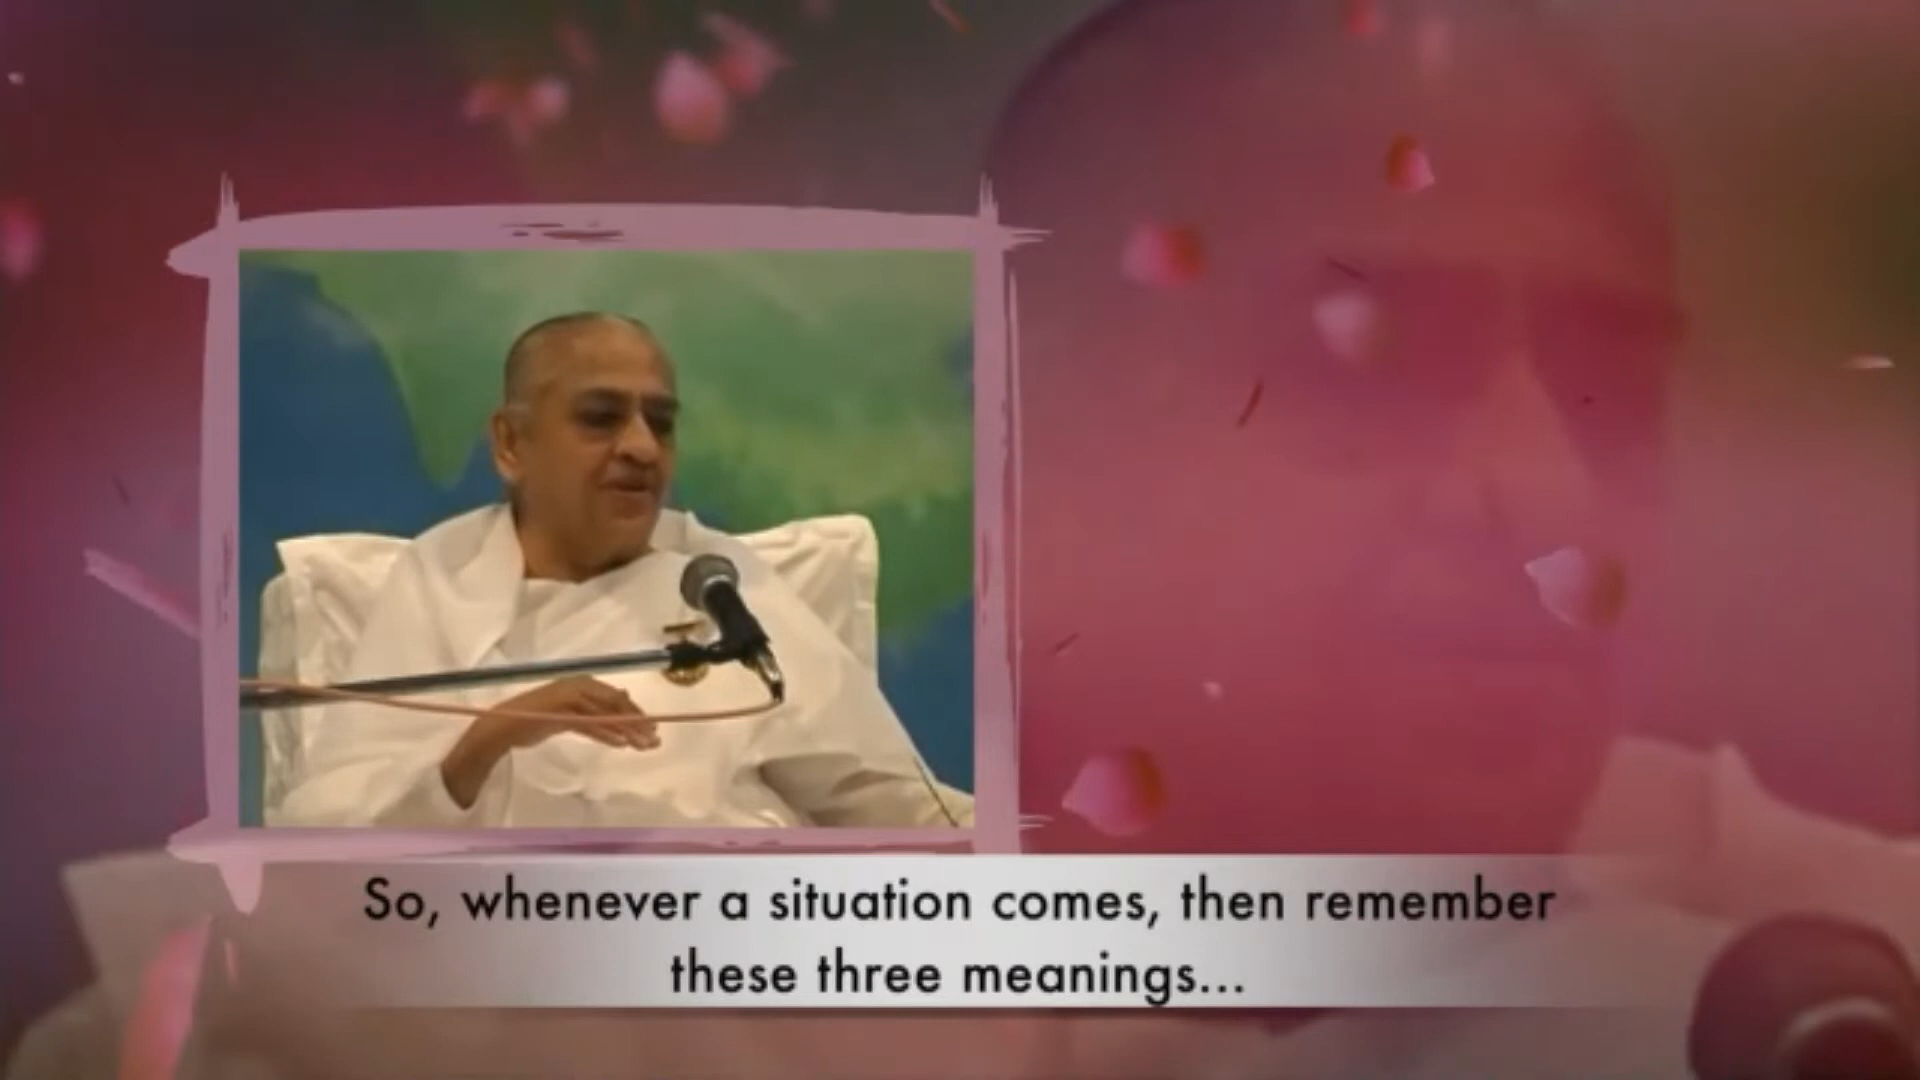 So, whenever a situation comes, then remember
these three meanings...